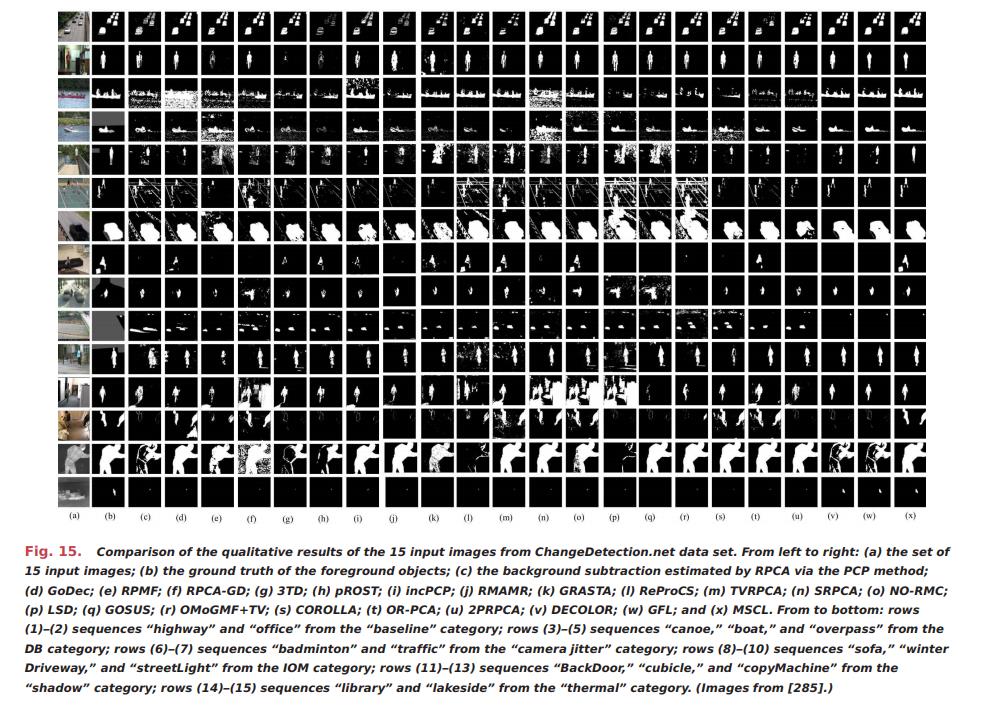 (a) (b) (c) (d) (e) (f) (g) (h) (i) (j) (k) (l) (m) (n) (o) (p) (q) (r) (s) (t) (u) (v) (w) (x)
Fig. 15. Comparison of the qualitative results of the 15 input images from ChangeDetection.net data set. From left to right: (a) the set of
15 input images; (b) the ground truth of the foreground objects; (c) the background subtraction estimated by RPCA via the PCP method;
(d) GoDec; (e) RPMF; (f) RPCA-GD; (g) 3TD; (h) pROST; (i) incPCP; (j) RMAMR; (k) GRASTA; (l) ReProCS; (m) TVRPCA; (n) SRPCA; (o) NO-RMC;
(p) LSD; (q) GOSUS; (r) OMoGMF+TV; (s) COROLLA; (t) OR-PCA; (u) 2PRPCA; (v) DECOLOR; (w) GFL; and (x) MSCL. From to bottom: rows
(1)–(2) sequences “highway” and “office” from the “baseline” category; rows (3)–(5) sequences “canoe,” “boat,” and “overpass” from the
DB category; rows (6)–(7) sequences “badminton” and “traffic” from the “camera jitter” category; rows (8)–(10) sequences “sofa,” “winter
Driveway,” and “streetLight” from the IOM category; rows (11)–(13) sequences “BackDoor,” “cubicle,” and “copyMachine” from the
“shadow” category; rows (14)–(15) sequences “library” and “lakeside” from the “thermal” category. (Images from [285].)